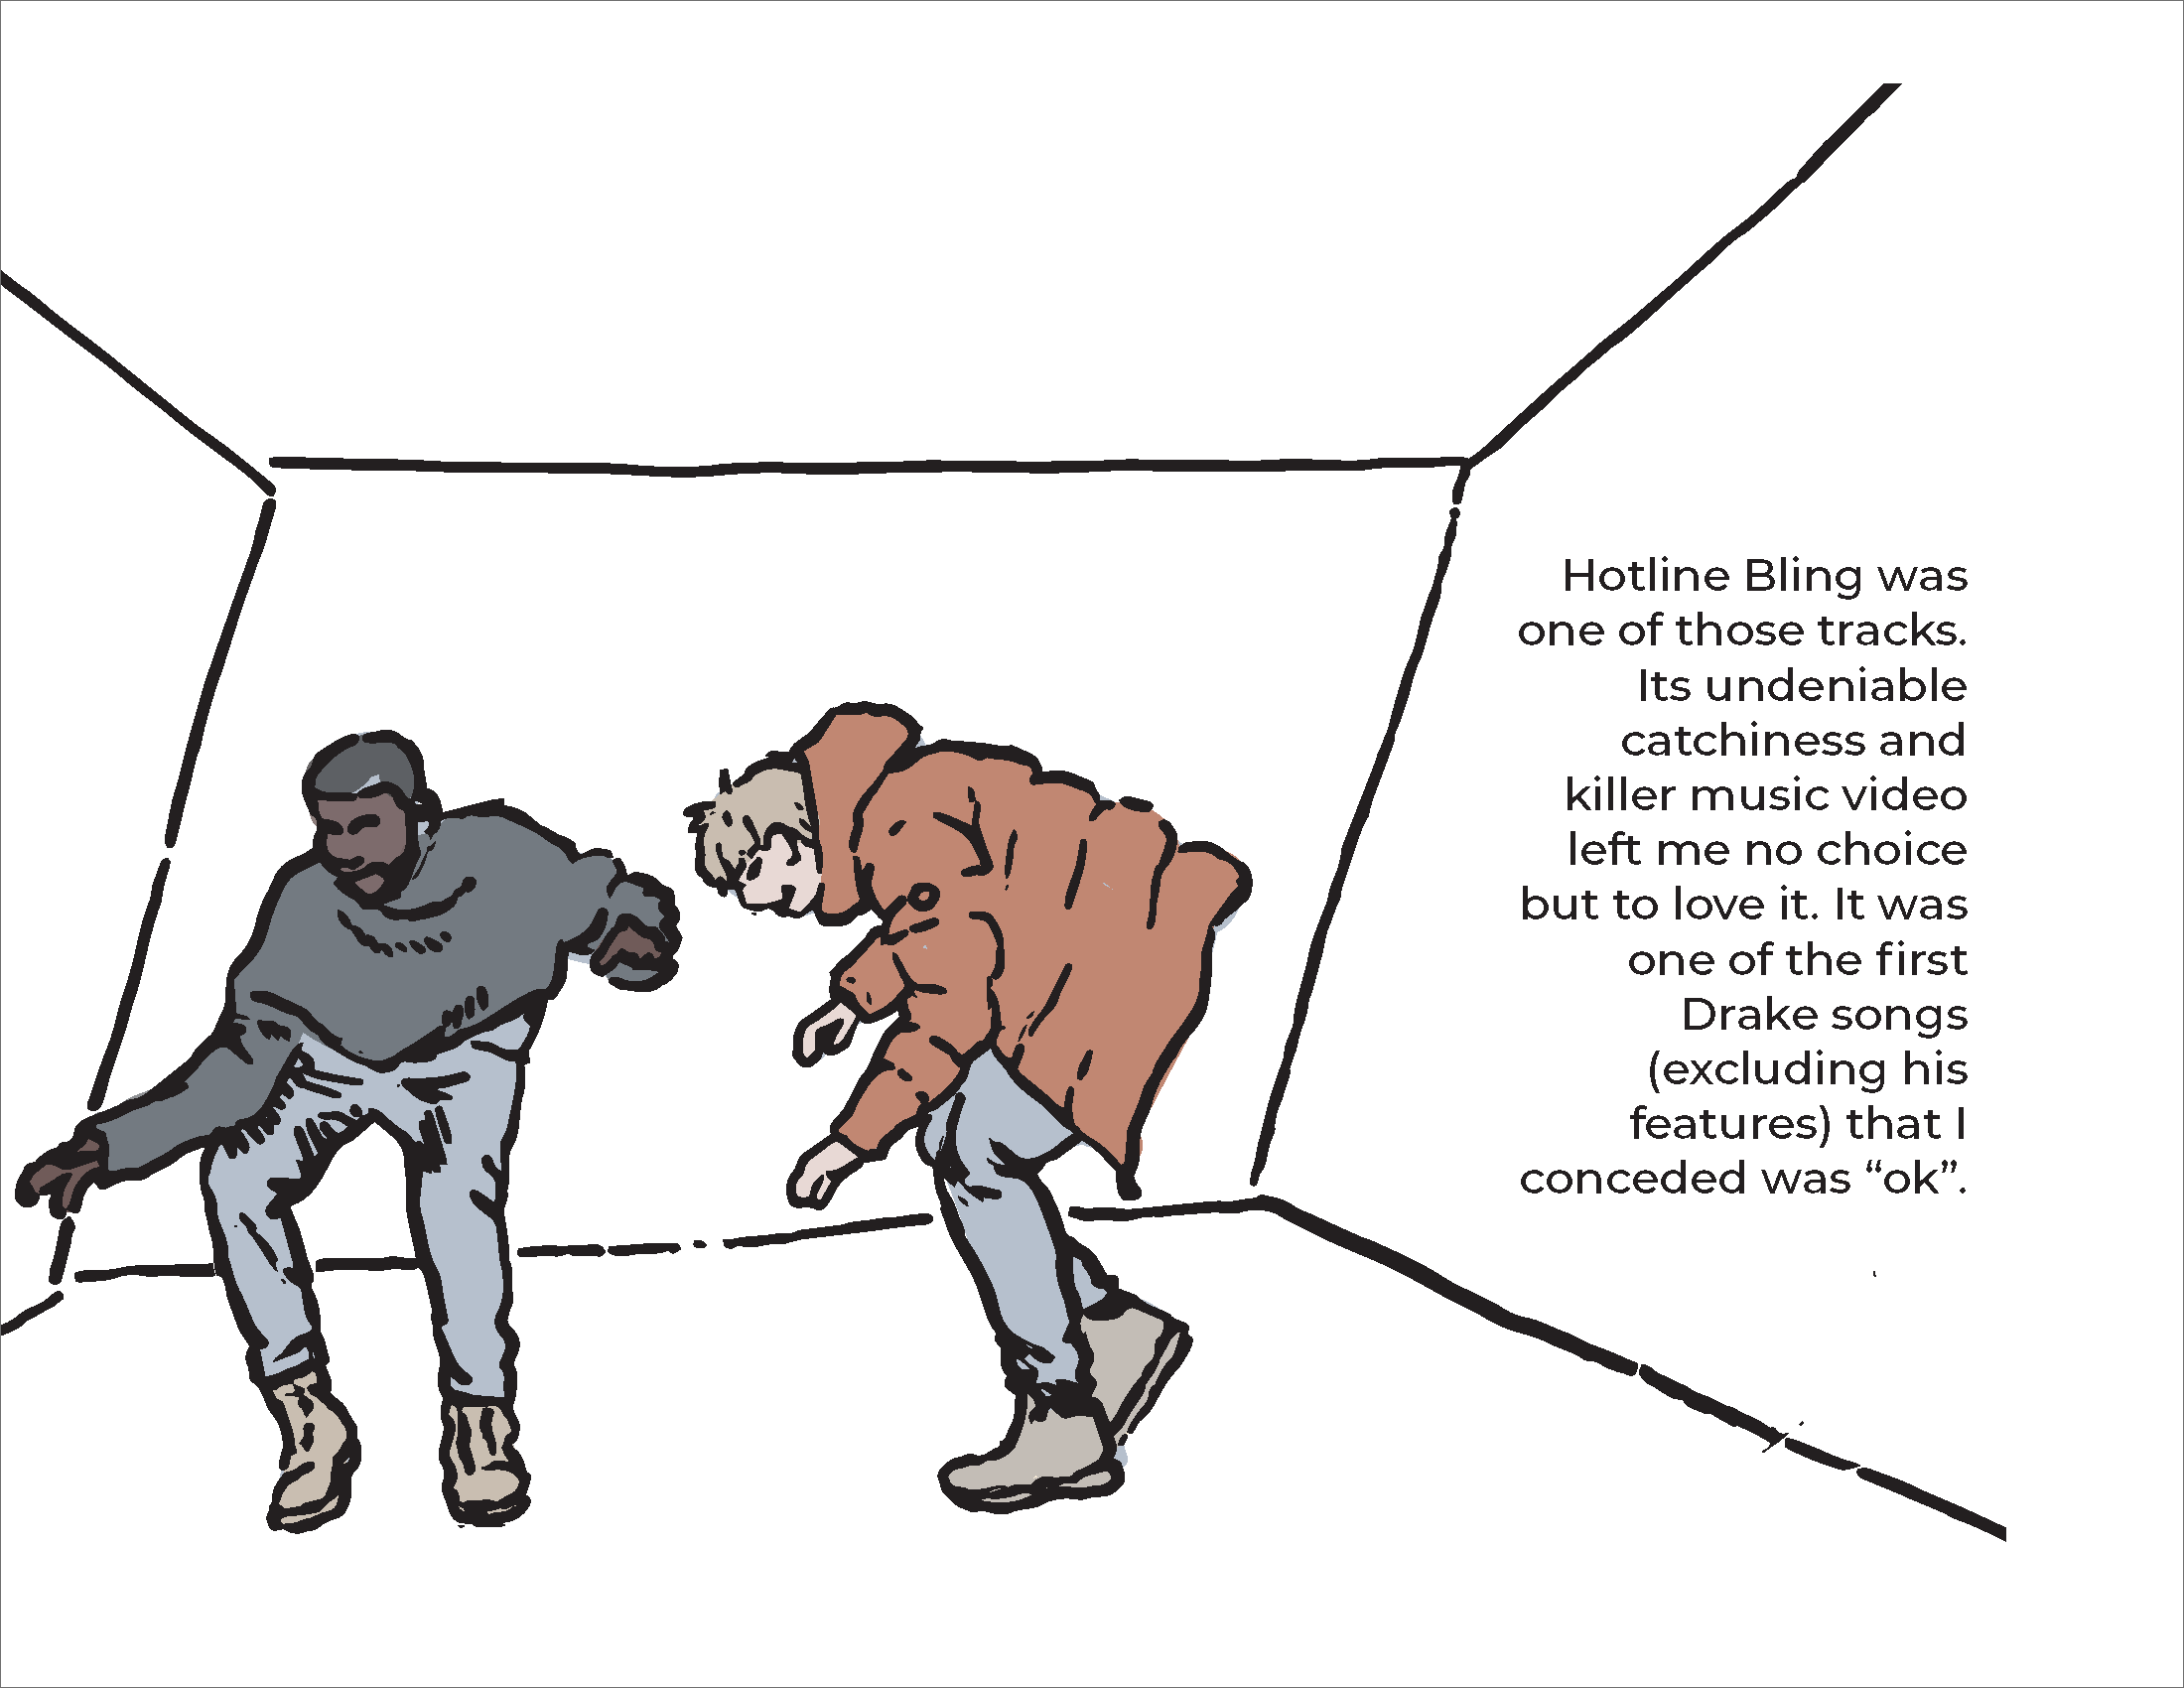 Hotline Bling was
one of those tracks.
Its undeniable
catchiness and
killer music video
left me no choice
but to love it. It was
one of the first
Drake songs
(excluding his
features) that I
conceded was “ok”.